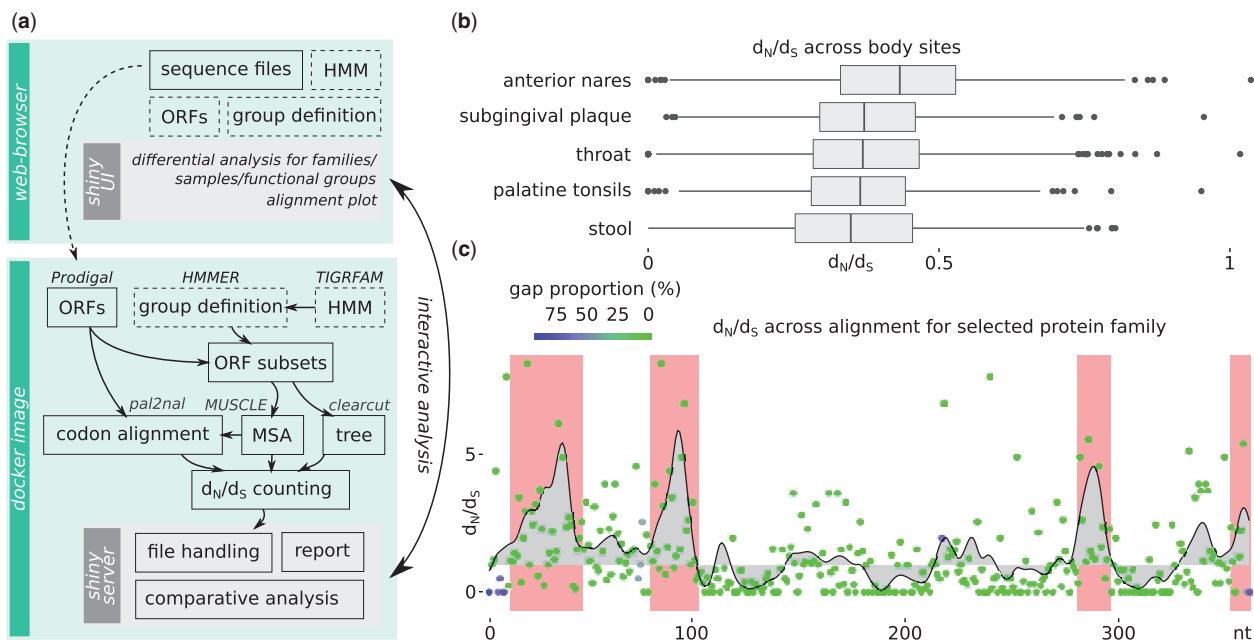 (a)
web-browser
sequence files
HMM
ORFs
group definition
shiny
UI
differential analysis for families/
samples/functional groups
alignment plot
docker image
Prodigal
HMMER
TIGRFAM
ORFs
group definition
HMM
ORF subsets
pal2nal
MUSCLE
clearcut
codon alignment
MSA
tree
dN/dS counting
shiny
server
file handling
report
comparative analysis
interactive analysis
(b)
dN/dS across body sites
anterior nares
subgingival plaque
throat
palatine tonsils
stool
0
0.5
1
dN/dS
(c)
gap proportion (%)
75 50 25 0
dN/dS across alignment for selected protein family
dN/dS
5
0
0
100
200
300
nt